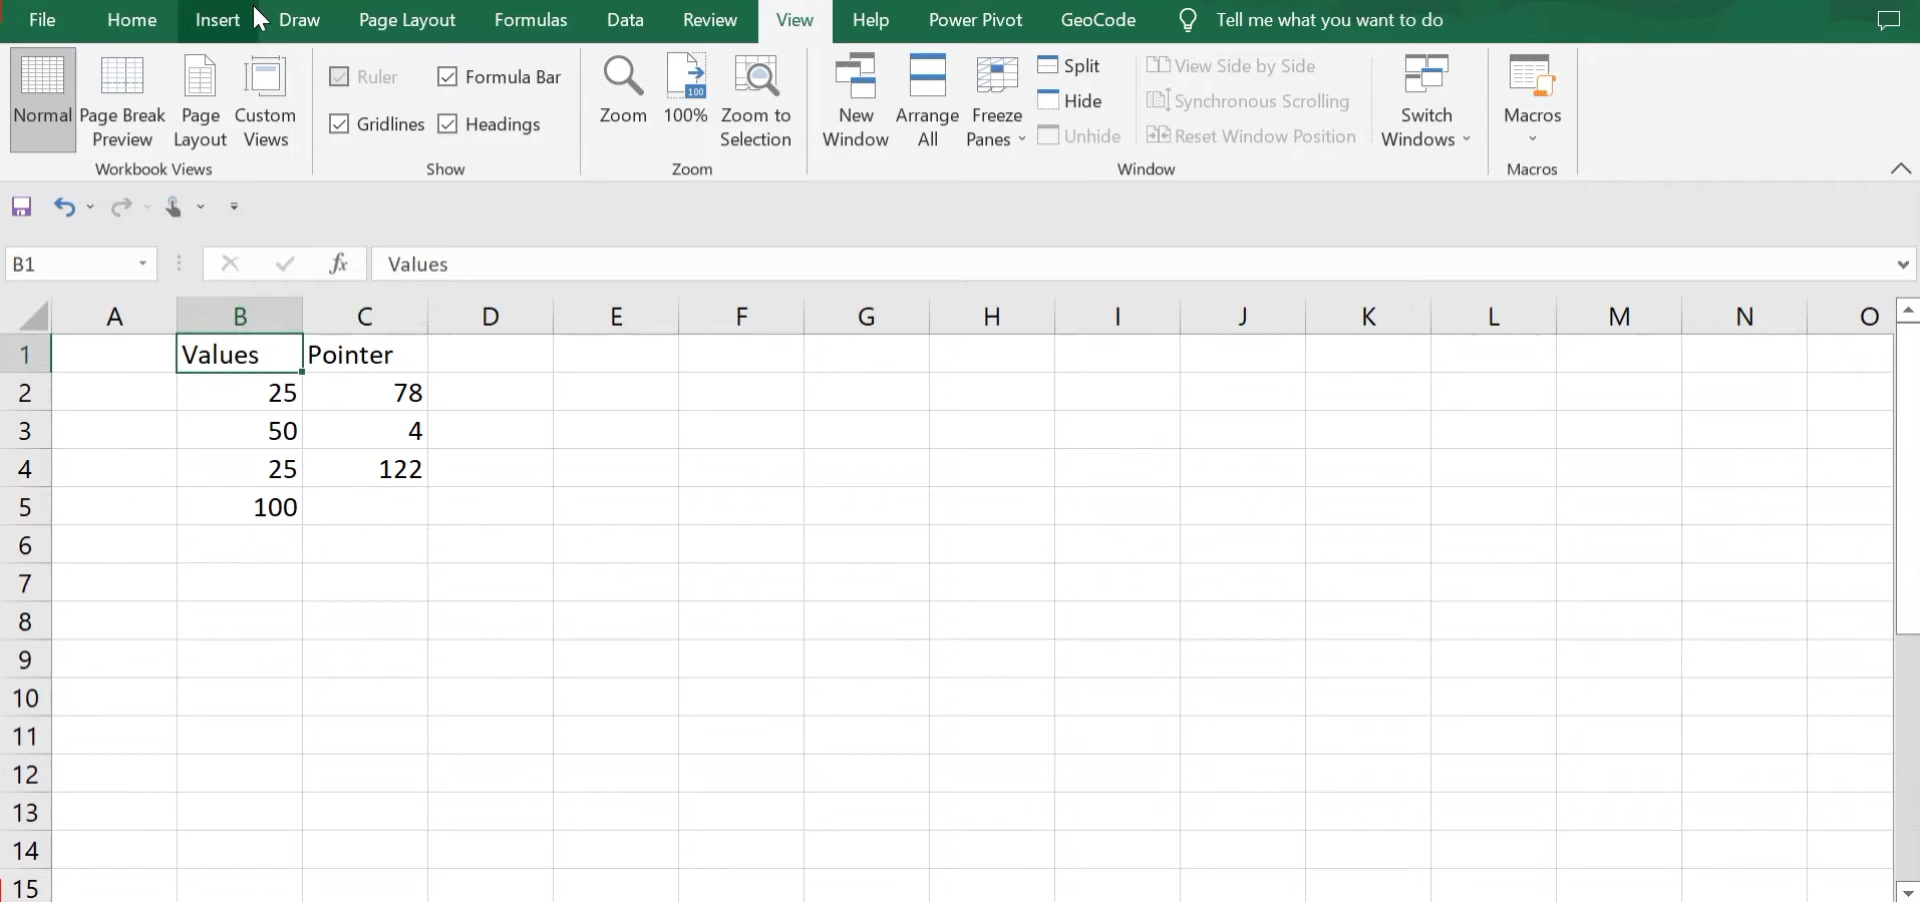 File Home Insert Draw Page Layout Formulas Data Review View Help Power Pivot GeoCode Tell me what you want to do
Normal
Page Break
Preview
Page
Layout
Custom
Views
Workbook Views
Ruler Formula Bar
Gridlines Headings
Show
Zoom
100
100%
Zoom to
Selection
Zoom
New
Window
Arrange
All
Freeze
Panes
Split
Hide
Unhide
View Side by Side
Synchronous Scrolling
Reset Window Position
Switch
Windows
Window
Macros
Macros
B1 fx Values
A B C D E F G H I J K L M N O
1 Values Pointer
2 25 78
3 50 4
4 25 122
5 100
6
7
8
9
10
11
12
13
14
15